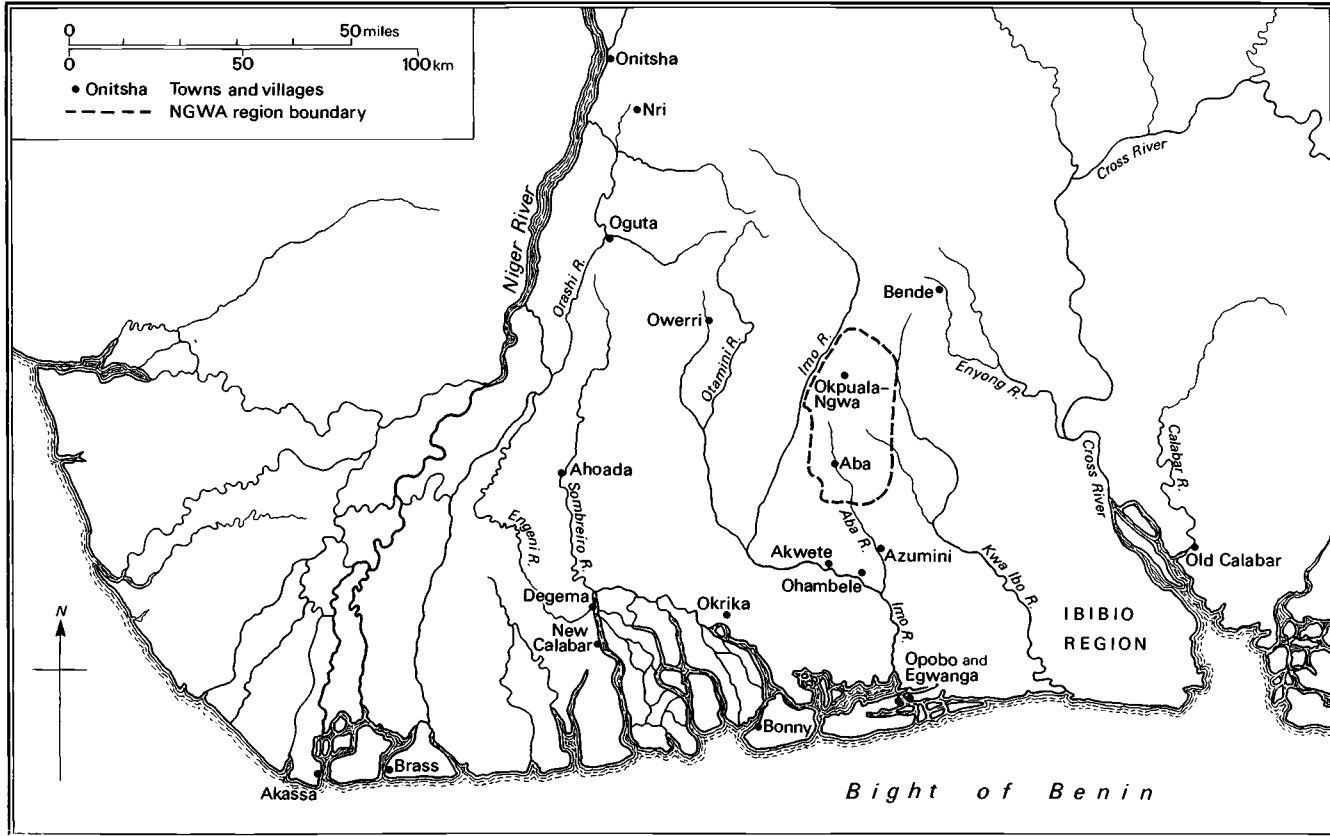 0 50 miles
0 50 100 km
• Onitsha Towns and villages
NGWA region boundary
Onitsha
Nri
Cross River
Niger River
Oguta
Orashi R.
Owerri
Otamini R.
Imo R.
Bende
Enyong R.
Okpuala-
Ngwa
Aba
Ahoada
Sombreiro R.
Engeni R.
Aba R.
Cross River
Calabar R.
Old Calabar
Akwete
Azumini
Ohambele
Kwa Ibo R.
Degema
Okrika
New
Calabar
Imo R.
IBIBIO
REGION
N
Opobo and
Egwanga
Bonny
Brass
Akassa
Bight of Benin